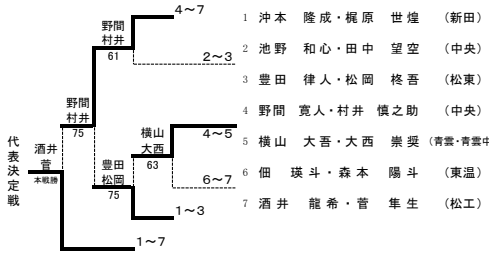 4～7
野間
村井
61
2～3
野間
村井
75
横山
大西
63
4～5
代表決定戦
酒井
菅
本戦勝
豊田
松岡
75
6～7
1～3
1～7
1 沖本 隆成・梶原 世煌 (新田)
2 池野 和心・田中 望空 (中央)
3 豊田 律人・松岡 柊吾 (松東)
4 野間 寛人・村井 慎之助 (中央)
5 横山 大吾・大西 崇奨 (青雲・青雲中
6 佃 瑛斗・森本 陽斗 (東温)
7 酒井 龍希・菅 隼生 (松工)